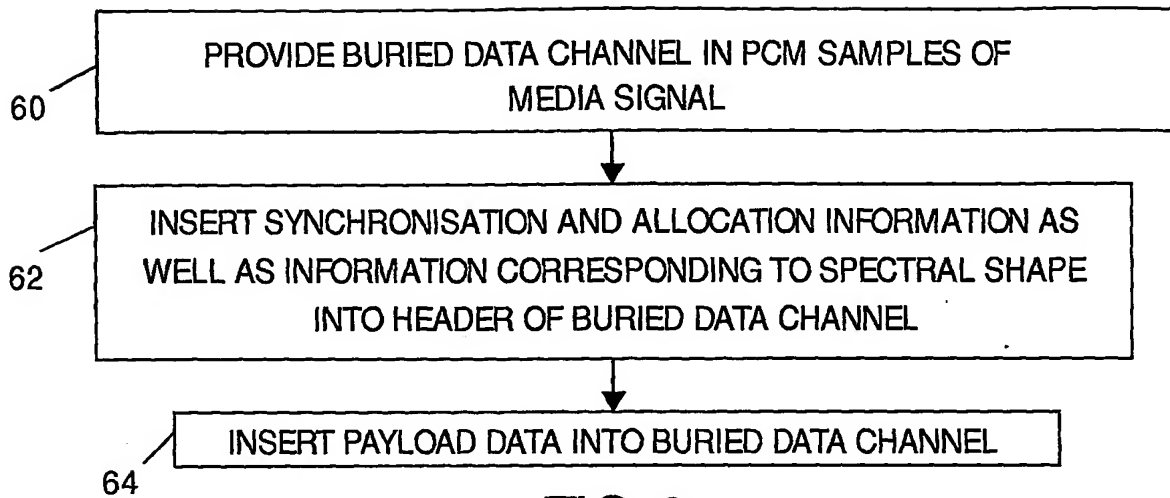 60
PROVIDE BURIED DATA CHANNEL IN PCM SAMPLES OF
MEDIA SIGNAL
62
INSERT SYNCHRONISATION AND ALLOCATION INFORMATION AS
WELL AS INFORMATION CORRESPONDING TO SPECTRAL SHAPE
INTO HEADER OF BURIED DATA CHANNEL
64
INSERT PAYLOAD DATA INTO BURIED DATA CHANNEL